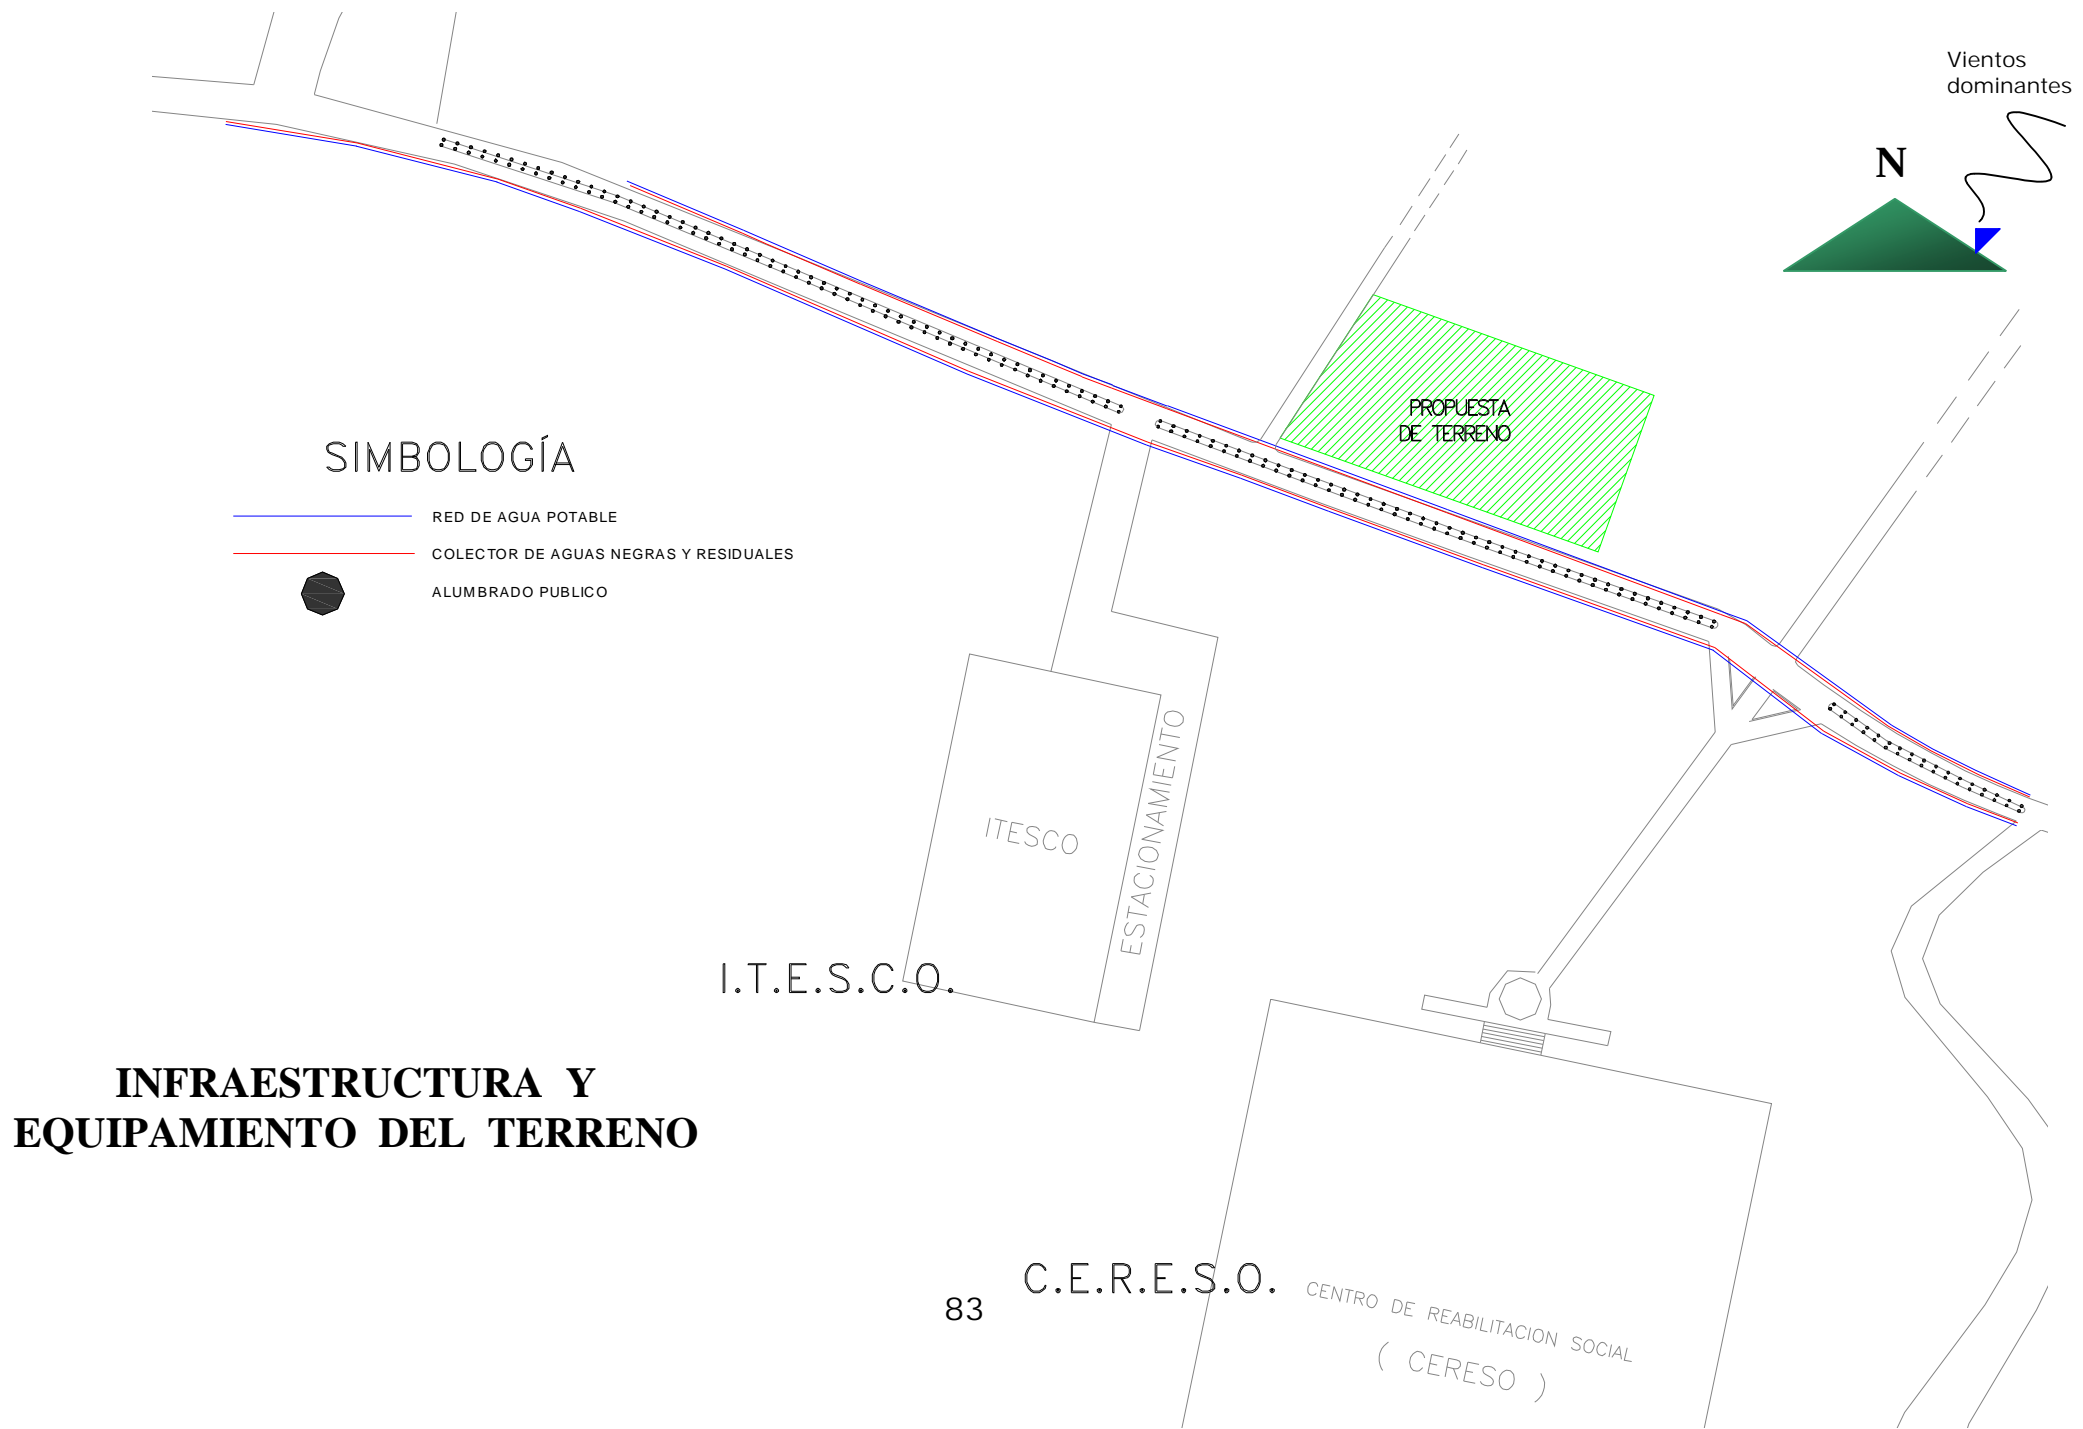 Vientos
dominantes
N
PROPUESTA
DE TERRENO
SIMBOLOGÍA
RED DE AGUA POTABLE
COLECTOR DE AGUAS NEGRAS Y RESIDUALES
ALUMBRADO PUBLICO
ITESCO
ESTACIONAMIENTO
I.T.E.S.C.O.
INFRAESTRUCTURA Y
EQUIPAMIENTO DEL TERRENO
C.E.R.E.S.O.
83
CENTRO DE REABILITACION SOCIAL
( CERESO )